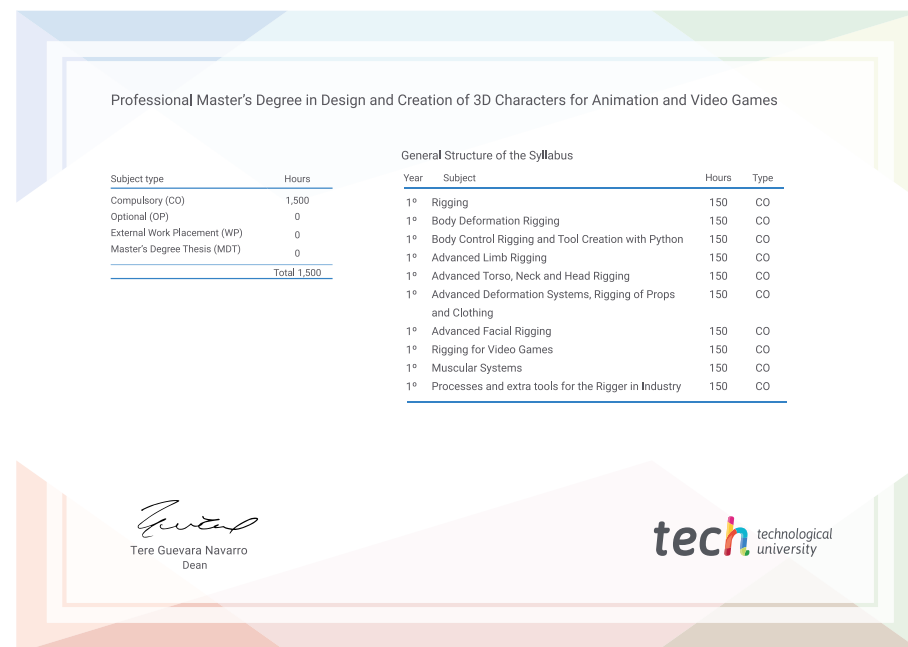 Professional Master's Degree in Design and Creation of 3D Characters for Animation and Video Games
Subject type Hours
Compulsory (CO) 1,500
Optional (OP) 0
External Work Placement (WP) 0
Master's Degree Thesis (MDT) 0
Total 1,500
General Structure of the Syllabus
Year Subject Hours Type
1º Rigging 150 CO
1º Body Deformation Rigging 150 CO
1º Body Control Rigging and Tool Creation with Python 150 CO
1º Advanced Limb Rigging 150 CO
1º Advanced Torso, Neck and Head Rigging 150 CO
1º Advanced Deformation Systems, Rigging of Props 150 CO
and Clothing
1º Advanced Facial Rigging 150 CO
1º Rigging for Video Games 150 CO
1º Muscular Systems 150 CO
1º Processes and extra tools for the Rigger in Industry 150 CO
Tere Guevara Navarro
Dean
tech technological
university